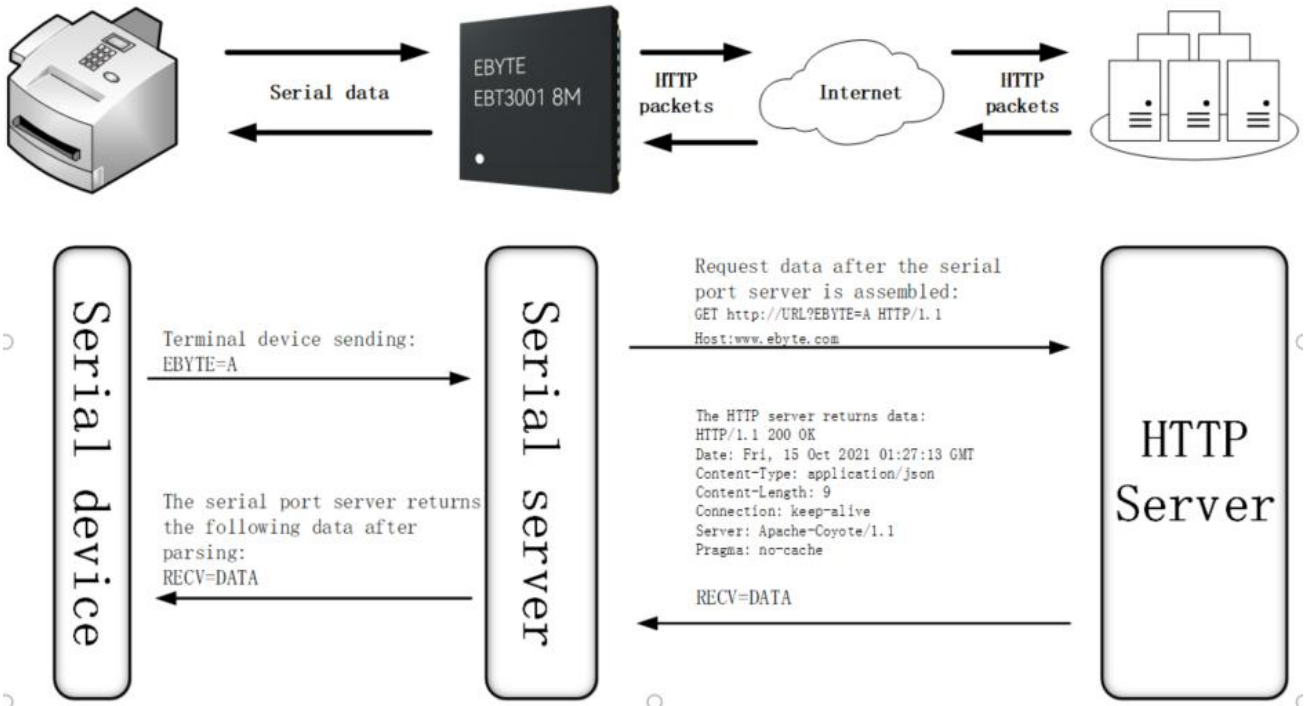 EBYTE
EBT3001 8M
Serial data
HTTP
packets
Internet
HTTP
packets
Serial device
Terminal device sending:
EBYTE=A
The serial port server returns
the following data after
parsing:
RECV=DATA
Serial server
Request data after the serial
port server is assembled:
GET http://URL?EBYTE=A HTTP/1.1
Host:www.ebyte.com
The HTTP server returns data:
HTTP/1.1 200 OK
Date: Fri, 15 Oct 2021 01:27:13 GMT
Content-Type: application/json
Content-Length: 9
Connection: keep-alive
Server: Apache-Coyote/1.1
Pragma: no-cache
RECV=DATA
HTTP
Server